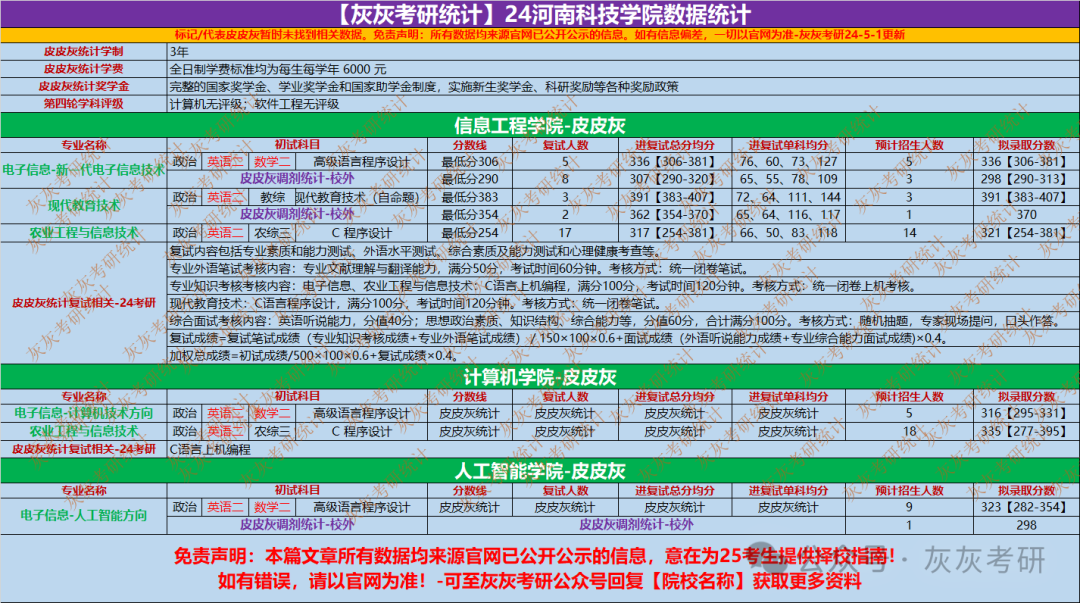 【灰灰考研统计】24河南科技学院数据统计
标记/代表皮皮灰暂时未找到相关数据。免责声明：所有数据均来源官网已公开公示的信息。如有信息偏差，一切以官网为准-灰灰考研24-5-1更新
皮皮灰统计学制 3年
皮皮灰统计学费 全日制学费标准均为每生每学年 6000 元
皮皮灰统计奖学金 完整的国家奖学金、学业奖学金和国家助学金制度，实施新生奖学金、科研奖励等各种奖励政策
第四轮学科评级 计算机无评级；软件工程无评级
信息工程学院-皮皮灰
专业名称 初试科目 分数线 复试人数 进复试总分均分 进复试单科均分 预计招生人数 拟录取分数
电子信息-新一代电子信息技术 政治 英语二 数学二 高级语言程序设计 最低分306 5 336【306-381】 76、60、73、127 5 336【306-381】
皮皮灰调剂统计-校外 最低分290 8 307【290-320】 65、55、78、109 3 298【290-313】
现代教育技术 政治 英语二 教综 现代教育技术（自命题） 最低分383 3 391【383-407】 72、64、111、144 3 391【383-407】
皮皮灰调剂统计-校外 最低分354 2 362【354-370】 65、64、116、117 1 370
农业工程与信息技术 政治 英语二 农综三 C 程序设计 最低分254 17 317【254-381】 66、50、83、118 14 321【254-381】
皮皮灰统计复试相关-24考研
复试内容包括专业素质和能力测试、外语水平测试、综合素质及能力测试和心理健康考查等。
专业外语笔试考核内容：专业文献理解与翻译能力，满分50分，考试时间60分钟。考核方式：统一闭卷笔试。
专业知识考核考核内容：电子信息、农业工程与信息技术：C语言上机编程，满分100分，考试时间120分钟。考核方式：统一闭卷上机考核。
现代教育技术：C语言程序设计，满分100分，考试时间120分钟。考核方式：统一闭卷笔试。
综合面试考核内容：英语听说能力，分值40分；思想政治素质、知识结构、综合能力等，分值60分，合计满分100分。考核方式：随机抽题，专家现场提问，口头作答。
复试成绩=复试笔试成绩（专业知识考核成绩+专业外语笔试成绩）/150×100×0.6+面试成绩（外语听说能力成绩+专业综合能力面试成绩)×0.4。
加权总成绩=初试成绩/500×100×0.6+复试成绩×0.4。
计算机学院-皮皮灰
专业名称 初试科目 分数线 复试人数 进复试总分均分 进复试单科均分 预计招生人数 拟录取分数
电子信息-计算机技术方向 政治 英语二 数学二 高级语言程序设计 皮皮灰统计 皮皮灰统计 皮皮灰统计 皮皮灰统计 5 316【295-331】
农业工程与信息技术 政治 英语二 农综三 C 程序设计 皮皮灰统计 皮皮灰统计 皮皮灰统计 皮皮灰统计 18 335【277-395】
皮皮灰统计复试相关-24考研 C语言上机编程
人工智能学院-皮皮灰
专业名称 初试科目 分数线 复试人数 进复试总分均分 进复试单科均分 预计招生人数 拟录取分数
电子信息-人工智能方向 政治 英语二 数学二 高级语言程序设计 皮皮灰统计 皮皮灰统计 皮皮灰统计 皮皮灰统计 9 323【282-354】
皮皮灰调剂统计-校外 皮皮灰调剂统计-校外 1 298
免责声明：本篇文章所有数据均来源官网已公开公示的信息，意在为25考生提供择校指南！
如有错误，请以官网为准！-可至灰灰考研公众号回复【院校名称】获取更多资料
公众号 · 灰灰考研